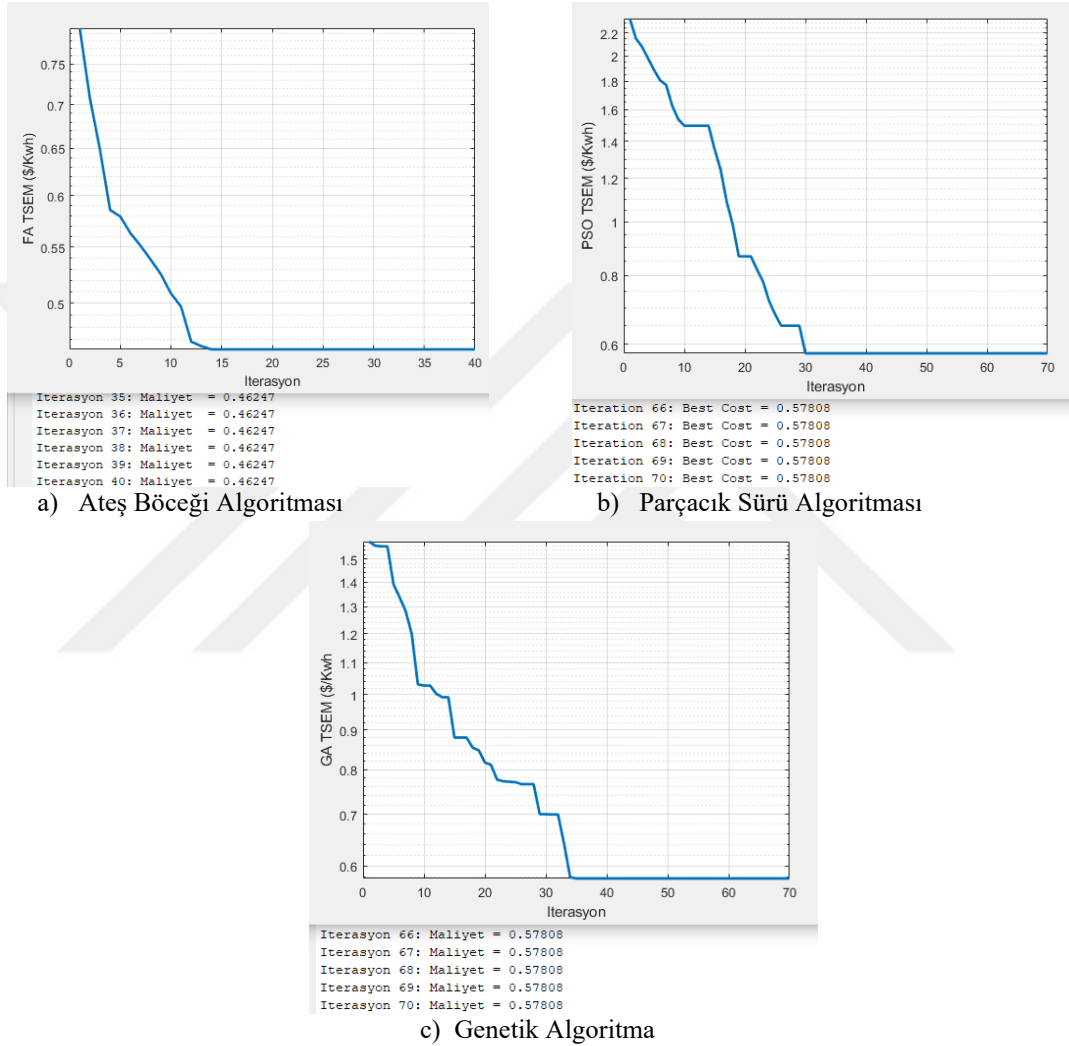 0.75
0.7
0.65
0.6
0.55
0.5
FA TSEM ($/Kwh)
0 5 10 15 20 25 30 35 40
Iterasyon
Iterasyon 35: Maliyet = 0.46247
Iterasyon 36: Maliyet = 0.46247
Iterasyon 37: Maliyet = 0.46247
Iterasyon 38: Maliyet = 0.46247
Iterasyon 39: Maliyet = 0.46247
Iterasyon 40: Maliyet = 0.46247
a) Ateş Böceği Algoritması
2.2
2
1.8
1.6
1.4
1.2
1
0.8
0.6
PSO TSEM ($/Kwh)
0 10 20 30 40 50 60 70
Iterasyon
Iteration 66: Best Cost = 0.57808
Iteration 67: Best Cost = 0.57808
Iteration 68: Best Cost = 0.57808
Iteration 69: Best Cost = 0.57808
Iteration 70: Best Cost = 0.57808
b) Parçacık Sürü Algoritması
1.5
1.4
1.3
1.2
1.1
1
0.9
0.8
0.7
0.6
GA TSEM ($/Kwh
0 10 20 30 40 50 60 70
Iterasyon
Iterasyon 66: Maliyet = 0.57808
Iterasyon 67: Maliyet = 0.57808
Iterasyon 68: Maliyet = 0.57808
Iterasyon 69: Maliyet = 0.57808
Iterasyon 70: Maliyet = 0.57808
c) Genetik Algoritma